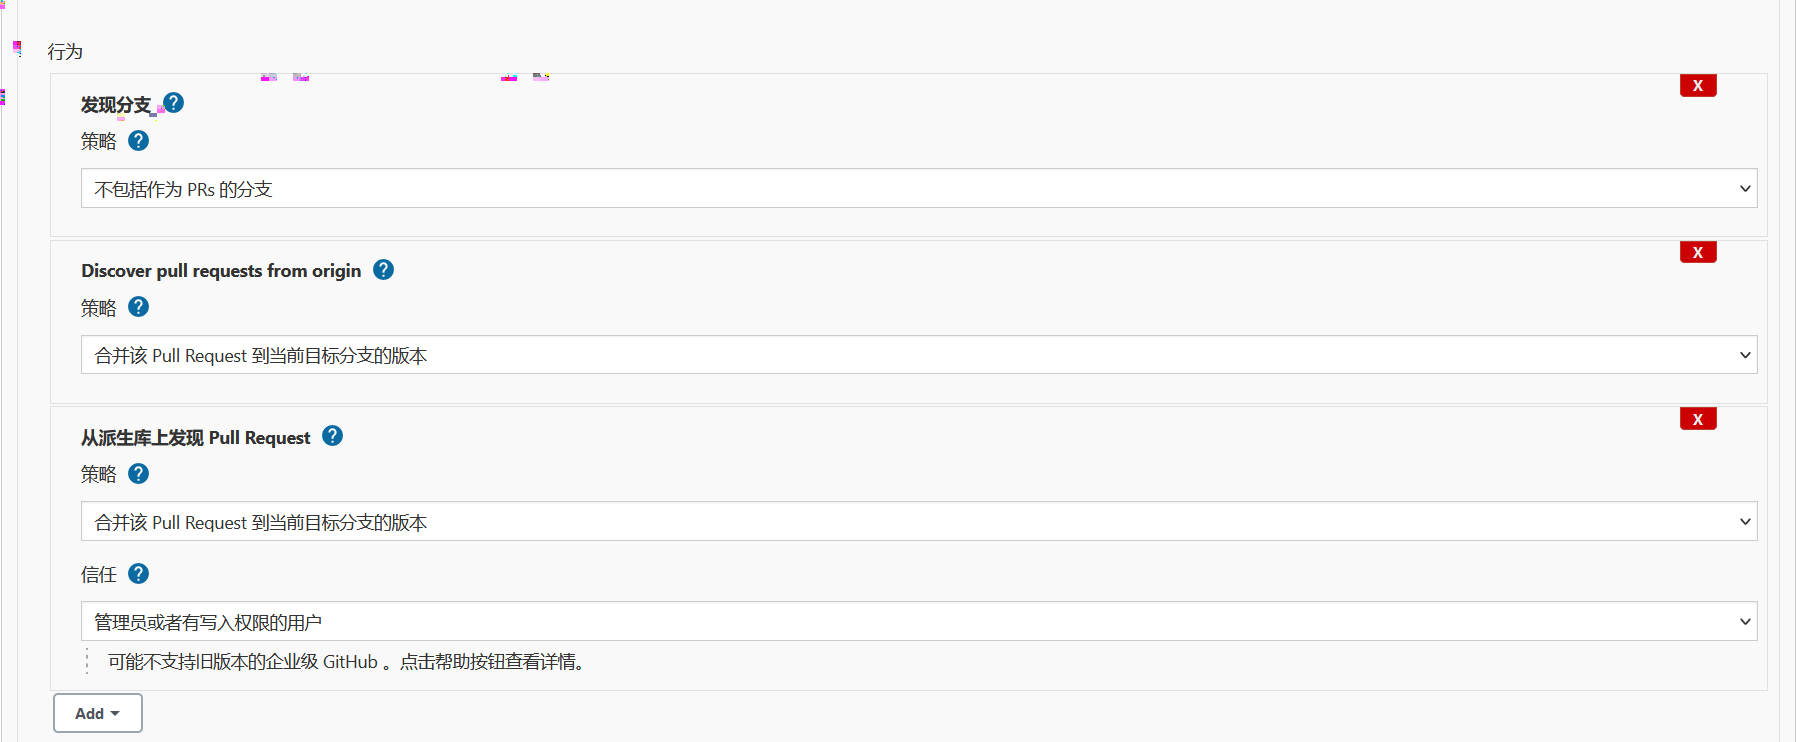 行为
X
发现分支 ?
策略 ?
不包括作为 PRs 的分支
X
Discover pull requests from origin ?
策略 ?
合并该 Pull Request 到当前目标分支的版本
X
从派生库上发现 Pull Request ?
策略 ?
合并该 Pull Request 到当前目标分支的版本
信任 ?
管理员或者有写入权限的用户
可能不支持旧版本的企业级 GitHub 。点击帮助按钮查看详情。
Add